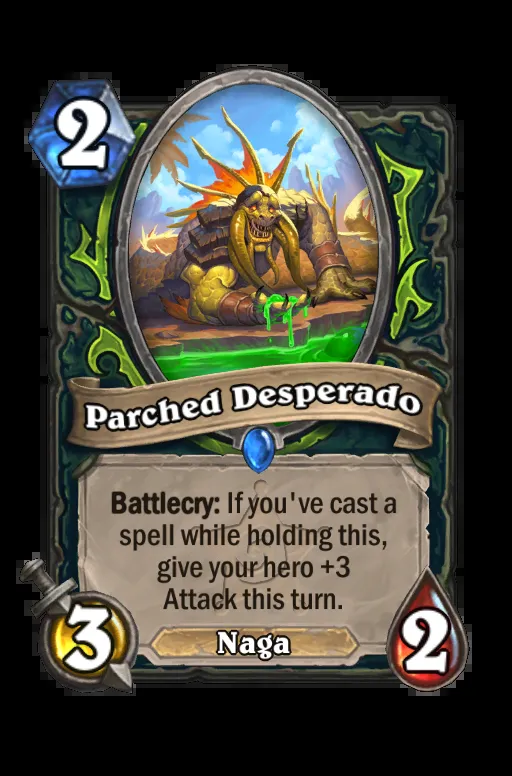 2
Parched Desperado
Battlecry: If you've cast a
spell while holding this,
give your hero +3
Attack this turn.
3
Naga
2